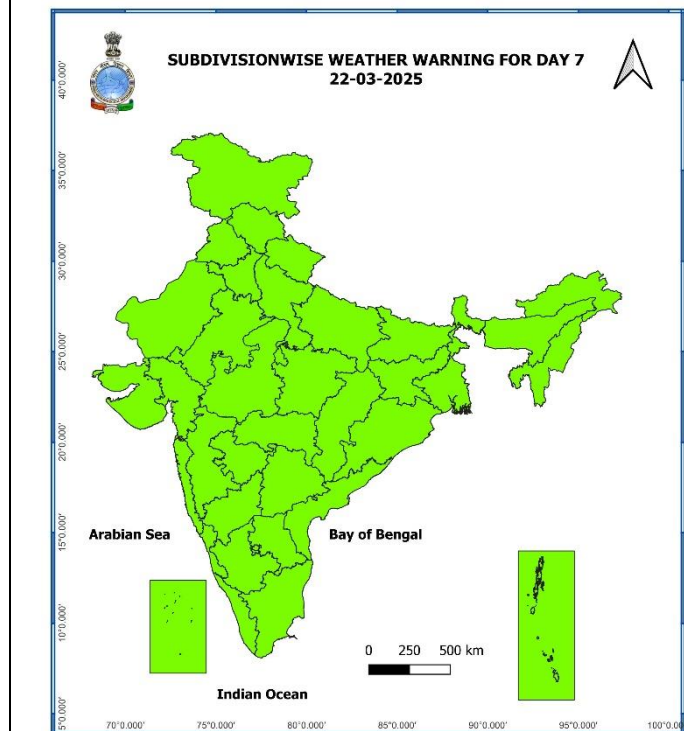 SUBDIVISIONWISE WEATHER WARNING FOR DAY 7
22-03-2025
40°0.000'
35°0.000'
30°0.000'
25°0.000'
20°0.000'
15°0.000'
10°0.000'
5°0.000'
Arabian Sea
Bay of Bengal
0 250 500 km
Indian Ocean
70°0.000' 75°0.000' 80°0.000' 85°0.000' 90°0.000' 95°0.000' 100°0.00